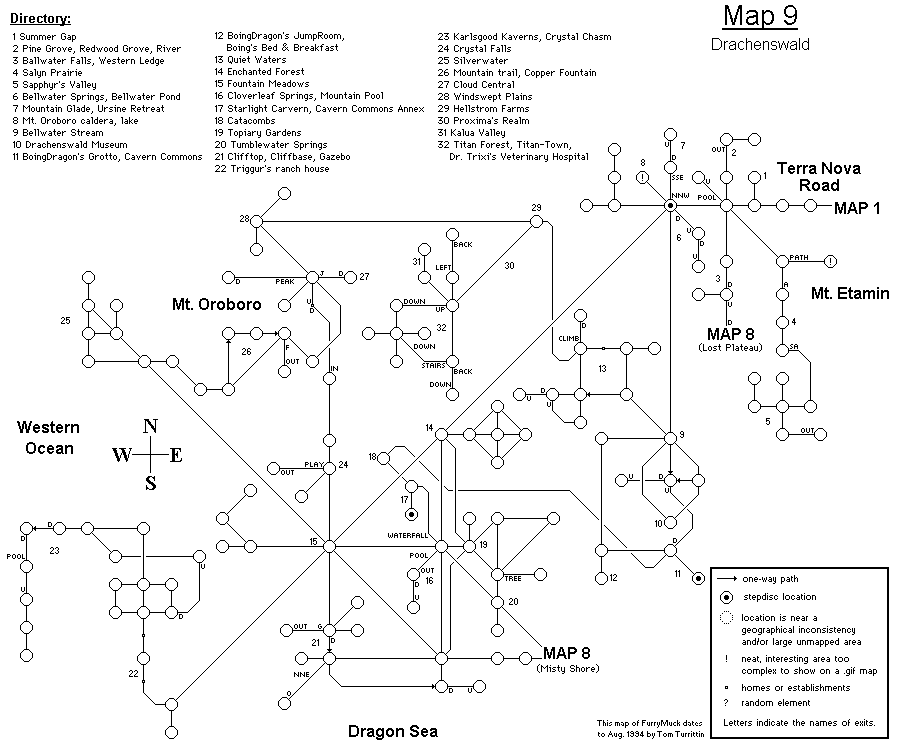 Map 9
Drachenswald
Directory:
1 Summer Gap
2 Pine Grove, Redwood Grove, River
3 Ballwater Falls, Western Ledge
4 Salyn Prairie
5 Sapphyr's Valley
6 Bellwater Springs, Bellwater Pond
7 Mountain Glade, Ursine Retreat
8 Mt. Oroboro caldera, lake
9 Bellwater Stream
10 Drachenswald Museum
11 BoingDragon's Grotto, Cavern Commons
12 BoingDragon's JumpRoom,
Boing's Bed & Breakfast
13 Quiet Waters
14 Enchanted Forest
15 Fountain Meadows
16 Cloverleaf Springs, Mountain Pool
17 Starlight Carvern, Cavern Commons Annex
18 Catacombs
19 Topiary Gardens
20 Tumblewater Springs
21 Clifftop, Cliffbase, Gazebo
22 Triggur's ranch house
23 Karlsgood Kaverns, Crystal Chasm
24 Crystal Falls
25 Silverwater
26 Mountain trail, Copper Fountain
27 Cloud Central
28 Windswept Plains
29 Hellstrom Farms
30 Proxima's Realm
31 Kalua Valley
32 Titan Forest, Titan-Town,
Dr. Trixi's Veterinary Hospital
7
U
D
SSE
OUT
2
8
!
NNW
U
POOL
1
Terra Nova
Road
MAP 1
D
6
U
D
U
3
D
U
D
MAP 8
(Lost Plateau)
PATH
!
A
Mt. Etamin
4
SA
5
OUT
28
29
BACK
31
LEFT
30
D
PEAK
J
D
27
U
D
Mt. Oroboro
DOWN
UP
32
DOWN
STAIRS
BACK
DOWN
25
26
F
OUT
IN
D
CLIMB
13
U
D
U
Western
Ocean
N
W
E
S
14
9
18
PLAY
24
OUT
17
U
D
U
10
D
11
12
23
D
D
POOL
U
U
D
15
WATERFALL
POOL
19
OUT
16
D
U
TREE
20
22
OUT
G
21
D
NNE
O
D
U
MAP 8
(Misty Shore)
Dragon Sea
This map of FurryMuck dates
to Aug. 1994 by Tom Turrittin
one-way path
stepdisc location
location is near a
geographical inconsistency
and/or large unmapped area
! neat, interesting area too
complex to show on a .gif map
homes or establishments
? random element
Letters indicate the names of exits.